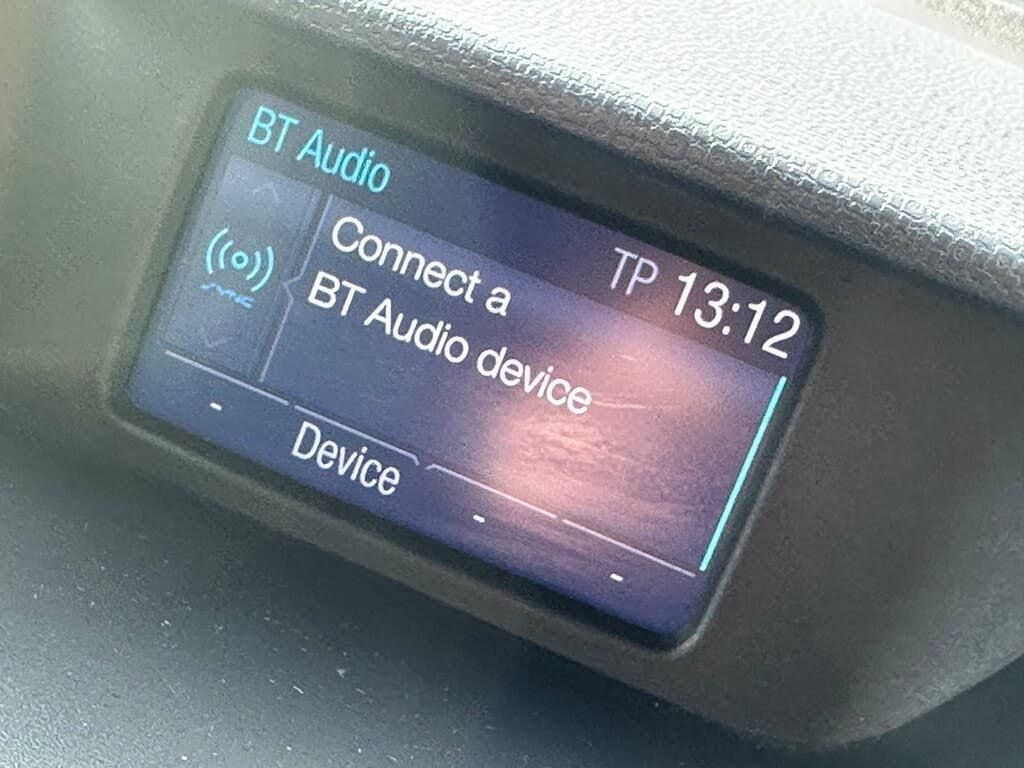 BT Audio
TP 13:12
Connect a
BT Audio device
- Device - -